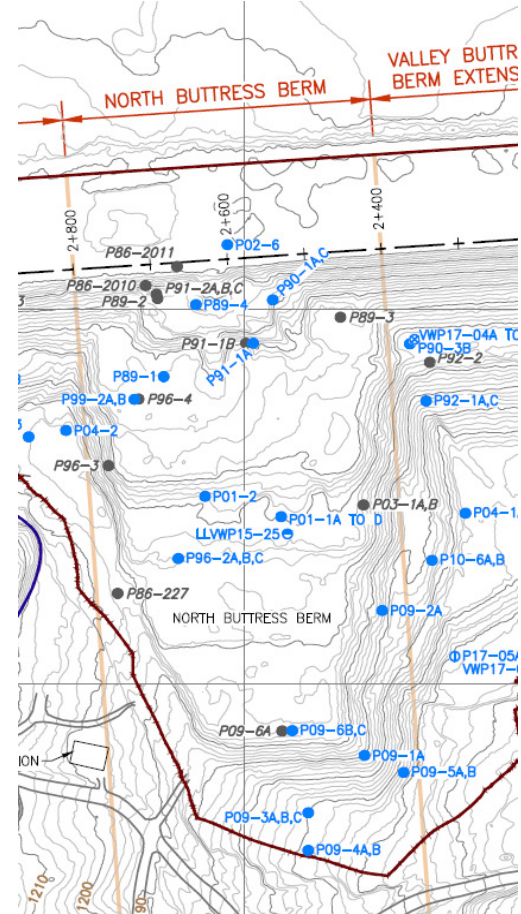 NORTH BUTTRESS BERM
VALLEY BUTTR
BERM EXTENS
2+800
2+600
2+400
P02-6
P86-2011
P86-2010
P91-2A,B,C
P89-2
P89-4
P90-1A,C
P89-3
P91-1B
P91-1A
VWP17-04A TO
P90-3B
P92-2
P89-1
P99-2A,B
P96-4
P92-1A,C
P04-2
P96-3
P01-2
P03-1A,B
P01-1A TO D
P04-1
LLVWP15-25
P96-2A,B,C
P10-6A,B
P86-227
P09-2A
NORTH BUTTRESS BERM
P17-05A
VWP17-
P09-6A
P09-6B,C
P09-1A
ION
P09-5A,B
P09-3A,B,C
P09-4A,B
1210
1200
90